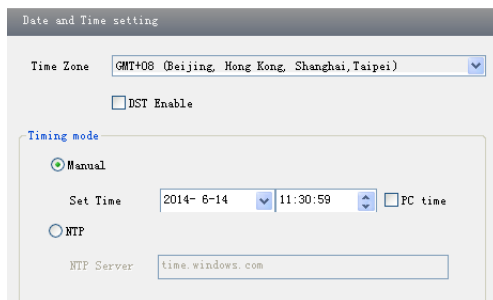 Date and Time setting
Time Zone GMT+08 (Beijing, Hong Kong, Shanghai,Taipei)
DST Enable
Timing mode
Manual
Set Time 2014- 6-14 11:30:59 PC time
NTP
NTP Server time.windows.com